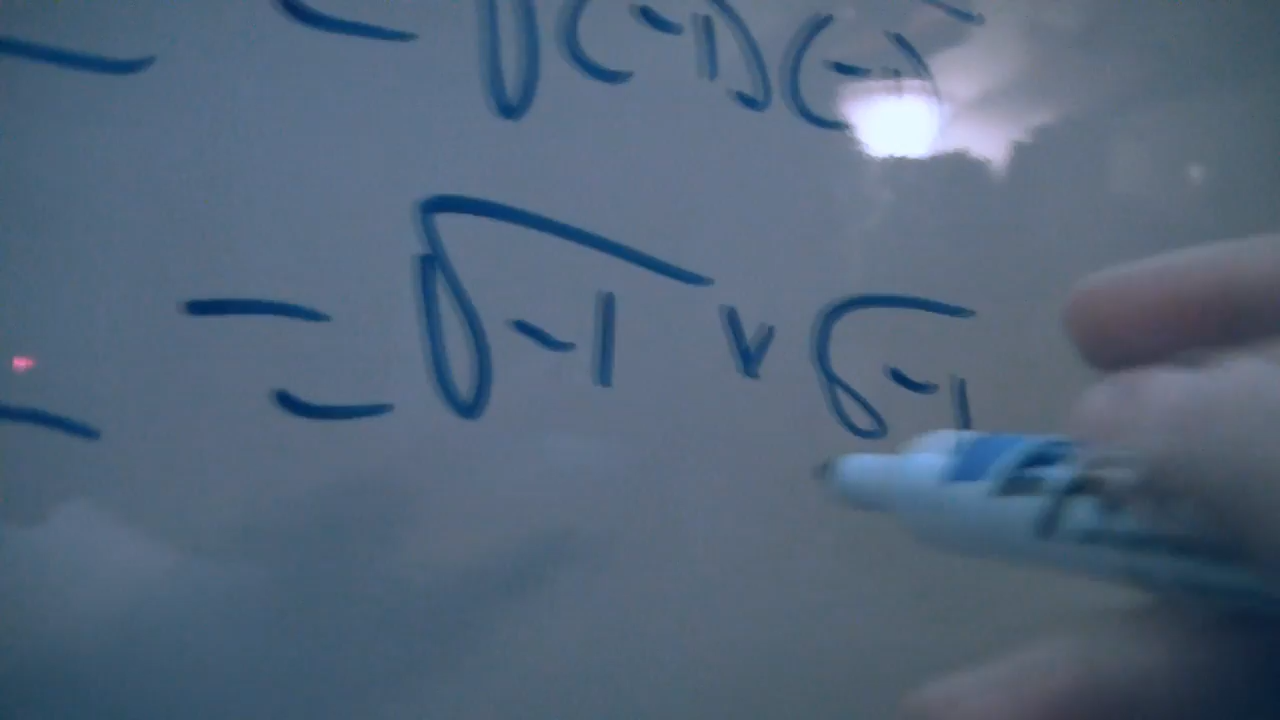 = √(-1)(-1)
= √-1 × √-1